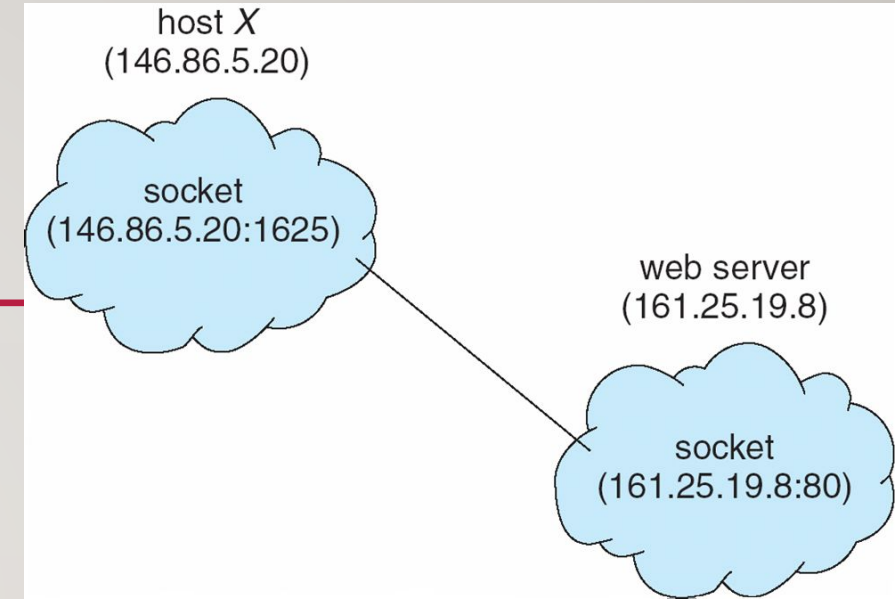 host X
(146.86.5.20)
socket
(146.86.5.20:1625)
web server
(161.25.19.8)
socket
(161.25.19.8:80)